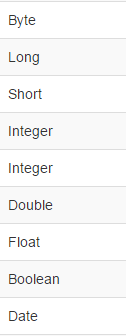 Byte
Long
Short
Integer
Integer
Double
Float
Boolean
Date